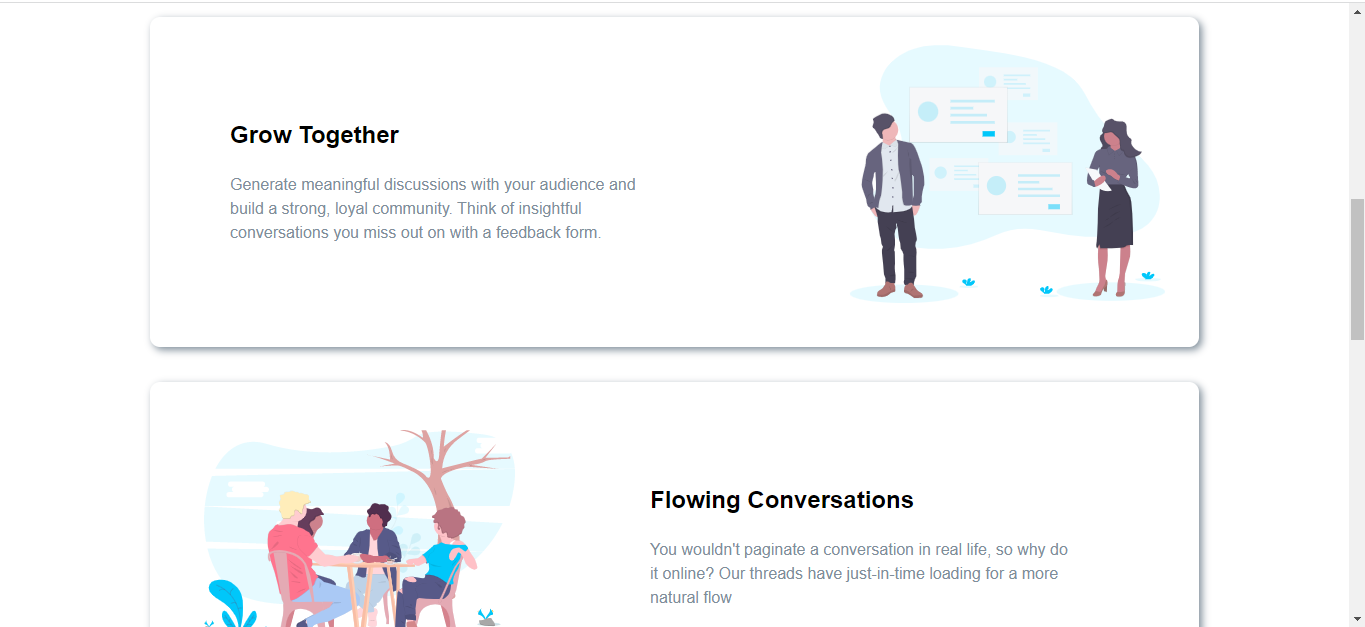 Grow Together
Generate meaningful discussions with your audience and
build a strong, loyal community. Think of insightful
conversations you miss out on with a feedback form.
Flowing Conversations
You wouldn't paginate a conversation in real life, so why do
it online? Our threads have just-in-time loading for a more
natural flow